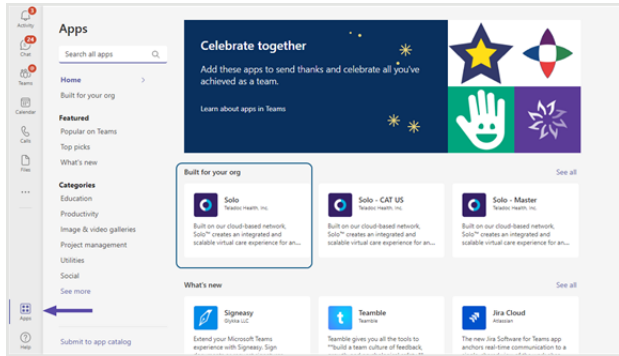 3
Activity
24
Chat
Teams
Calendar
Calls
Files
...
Apps
Help
Apps
Search all apps
Home
Built for your org
Featured
Popular on Teams
Top picks
What's new
Categories
Education
Productivity
Image & video galleries
Project management
Utilities
Social
See more
Submit to app catalog
Celebrate together
Add these apps to send thanks and celebrate all you've
achieved as a team.
Learn about apps in Teams
Built for your org
See all
Solo
Teladoc Health, Inc.
Built on our cloud-based network,
Solo™ creates an integrated and
scalable virtual care experience for an...
Solo - CAT US
Teladoc Health, Inc.
Built on our cloud-based network,
Solo™ creates an integrated and
scalable virtual care experience for an...
Solo - Master
Teladoc Health, Inc.
Built on our cloud-based network,
Solo™ creates an integrated and
scalable virtual care experience for an...
What's new
See all
Signeasy
Extend your Microsoft Teams
experience with Signeasy. Sign
Teamble
Teamble
Teamble gives you all the tools to
"build a team culture of feedback,
Jira Cloud
Atlassian
The new Jira Software for Teams app
anchors real-time communication to a